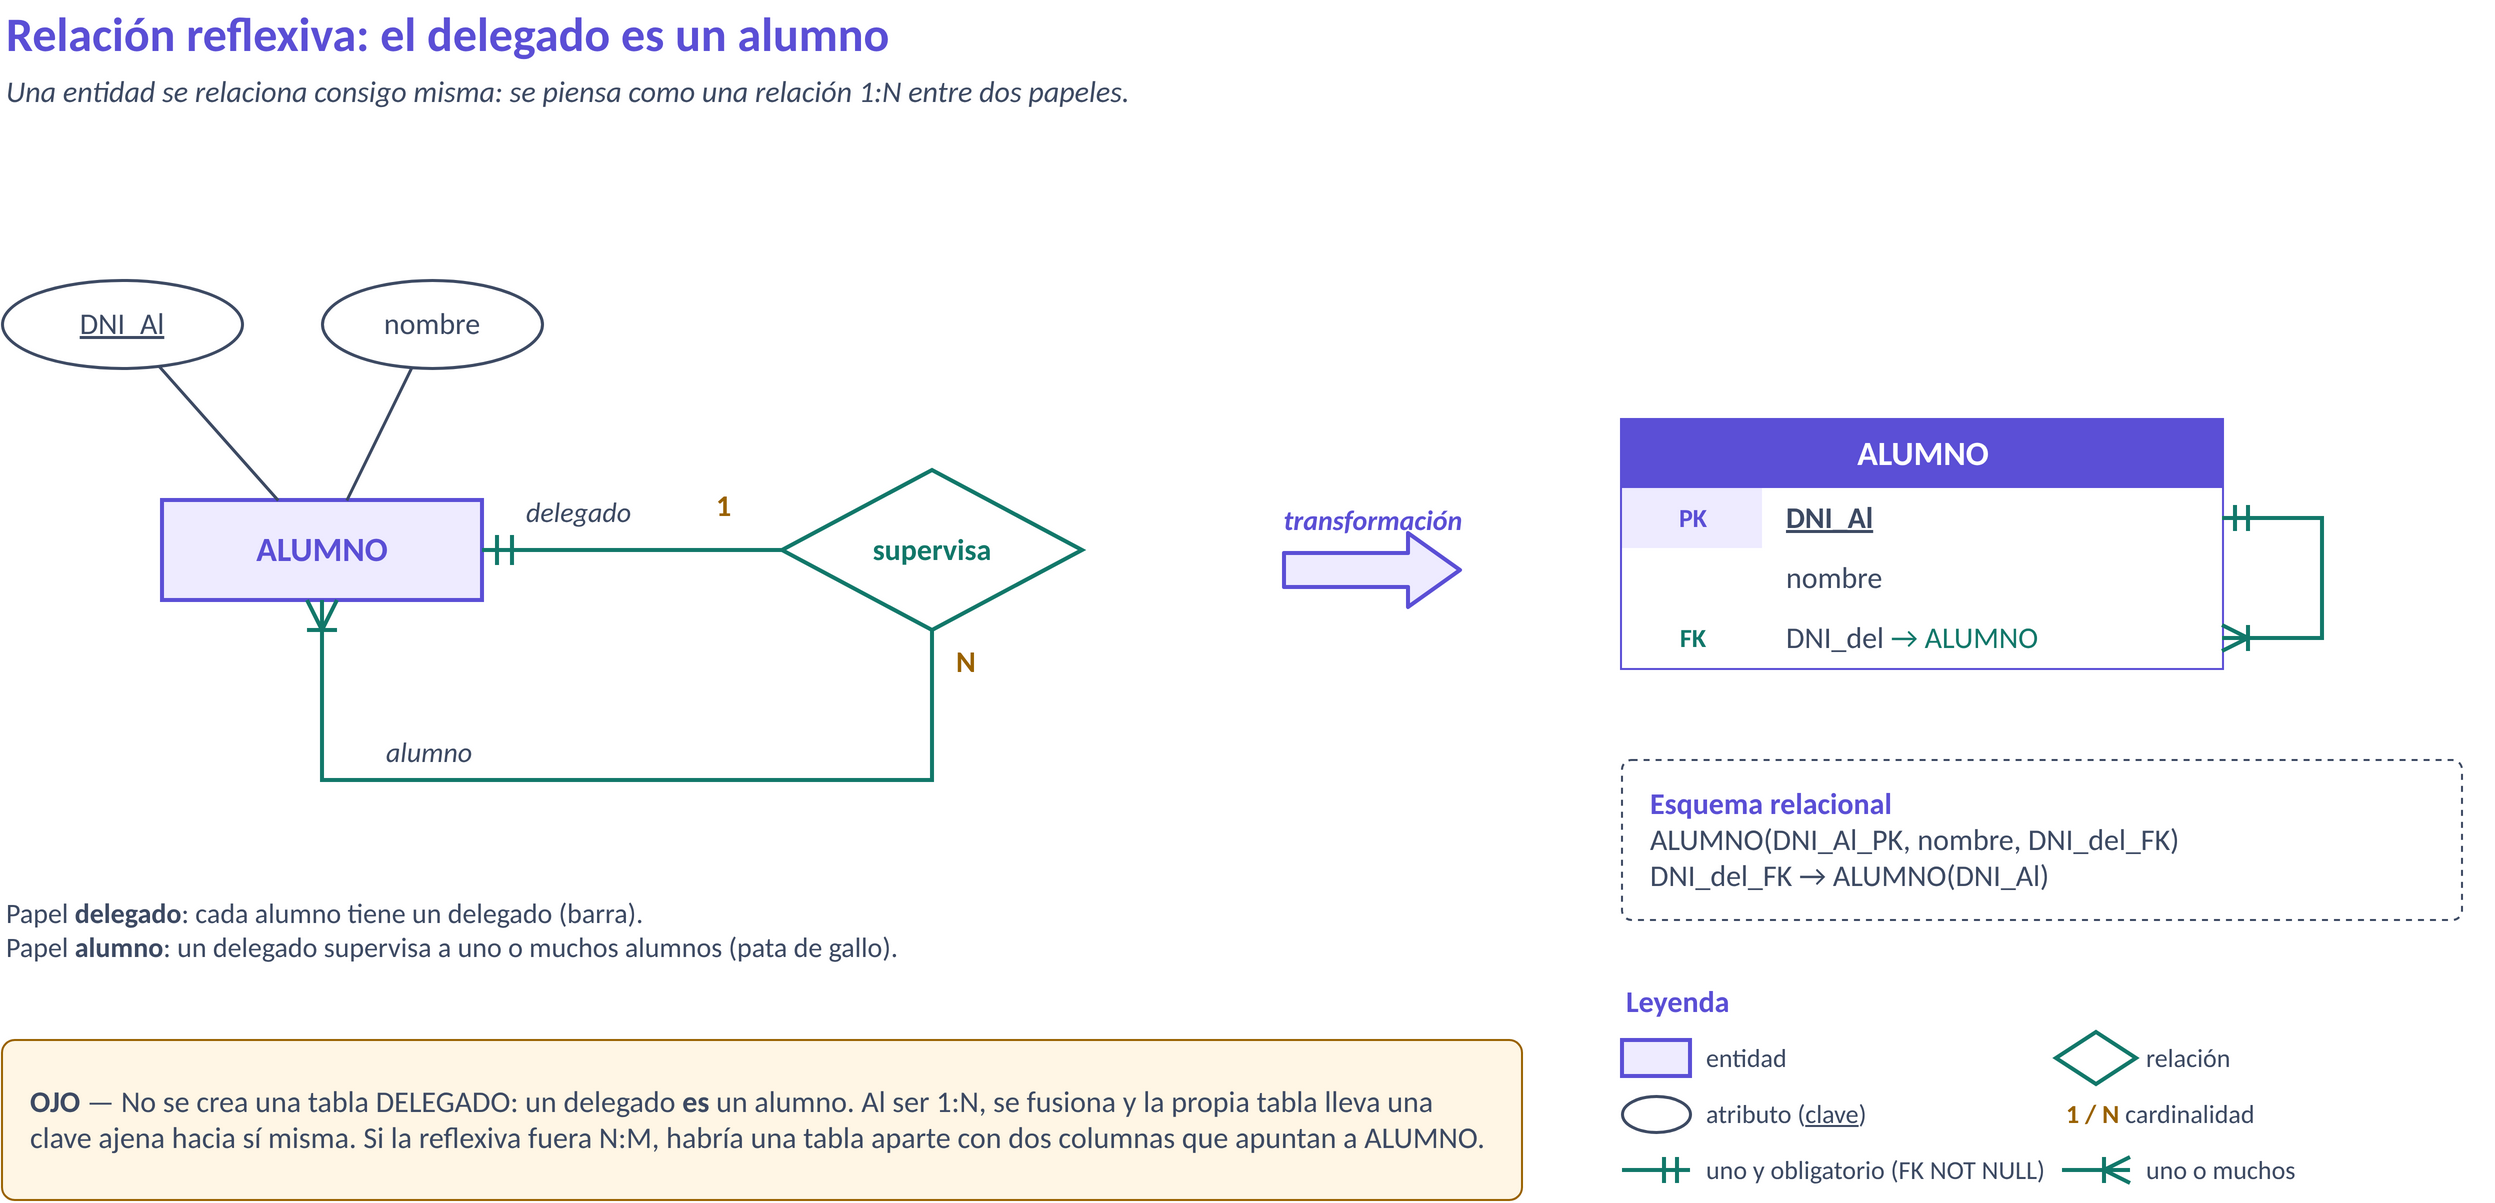 Relación reflexiva: el delegado es un alumno
Una entidad se relaciona consigo misma: se piensa como una relación 1:N entre dos papeles.
DNI_Al
nombre
ALUMNO
delegado
1
supervisa
N
alumno
transformación
ALUMNO
PK DNI_Al
nombre
FK DNI_del → ALUMNO
Esquema relacional
ALUMNO(DNI_Al_PK, nombre, DNI_del_FK)
DNI_del_FK → ALUMNO(DNI_Al)
Papel delegado: cada alumno tiene un delegado (barra).
Papel alumno: un delegado supervisa a uno o muchos alumnos (pata de gallo).
OJO — No se crea una tabla DELEGADO: un delegado es un alumno. Al ser 1:N, se fusiona y la propia tabla lleva una
clave ajena hacia sí misma. Si la reflexiva fuera N:M, habría una tabla aparte con dos columnas que apuntan a ALUMNO.
Leyenda
entidad
relación
atributo (clave)
1 / N cardinalidad
uno y obligatorio (FK NOT NULL)
uno o muchos